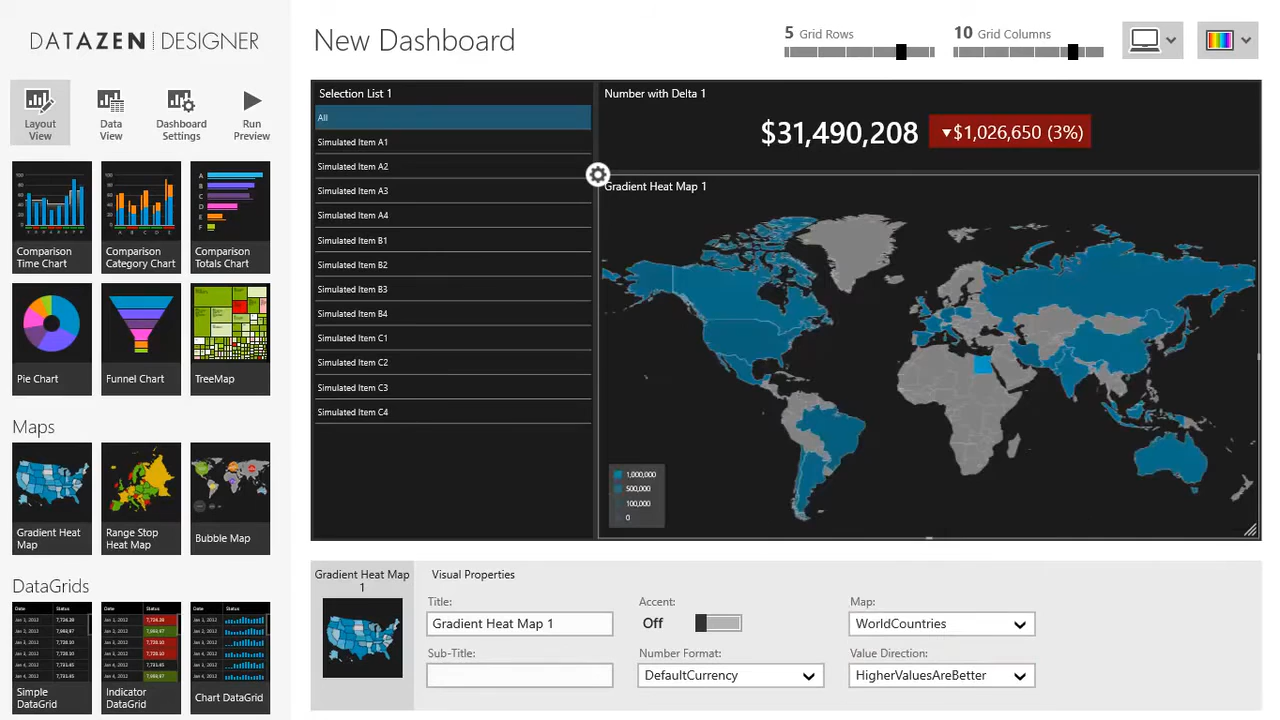 DATAZEN | DESIGNER
New Dashboard
5 Grid Rows
10 Grid Columns
Layout
View
Data
View
Dashboard
Settings
Run
Preview
Comparison
Time Chart
Comparison
Category Chart
Comparison
Totals Chart
Pie Chart
Funnel Chart
TreeMap
Maps
Gradient Heat
Map
Range Stop
Heat Map
Bubble Map
DataGrids
Simple
DataGrid
Indicator
DataGrid
Chart DataGrid
Selection List 1
All
Simulated Item A1
Simulated Item A2
Simulated Item A3
Simulated Item A4
Simulated Item B1
Simulated Item B2
Simulated Item B3
Simulated Item B4
Simulated Item C1
Simulated Item C2
Simulated Item C3
Simulated Item C4
Number with Delta 1
$31,490,208 ▼$1,026,650 (3%)
Gradient Heat Map 1
1,000,000
500,000
100,000
0
Gradient Heat Map
1
Visual Properties
Title:
Gradient Heat Map 1
Sub-Title:
Accent:
Off
Number Format:
DefaultCurrency
Map:
WorldCountries
Value Direction:
HigherValuesAreBetter